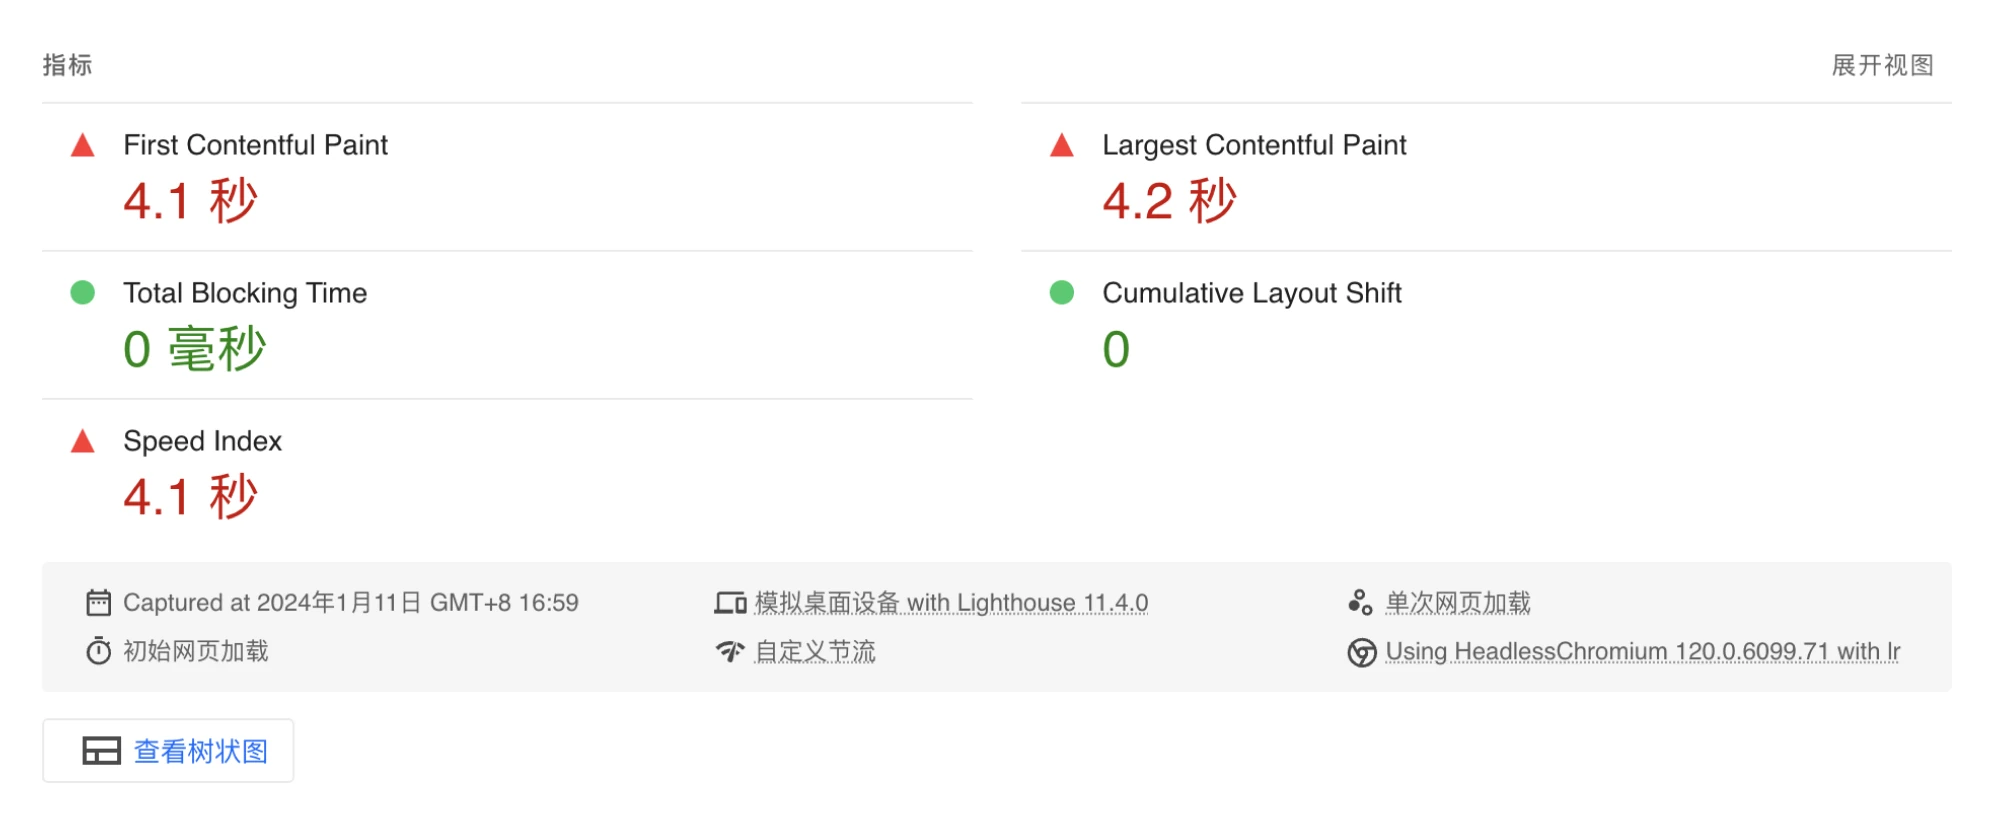 指标
展开视图
First Contentful Paint
4.1 秒
Largest Contentful Paint
4.2 秒
Total Blocking Time
0 毫秒
Cumulative Layout Shift
0
Speed Index
4.1 秒
Captured at 2024年1月11日 GMT+8 16:59
模拟桌面设备 with Lighthouse 11.4.0
单次网页加载
初始网页加载
自定义节流
Using HeadlessChromium 120.0.6099.71 with lr
查看树状图